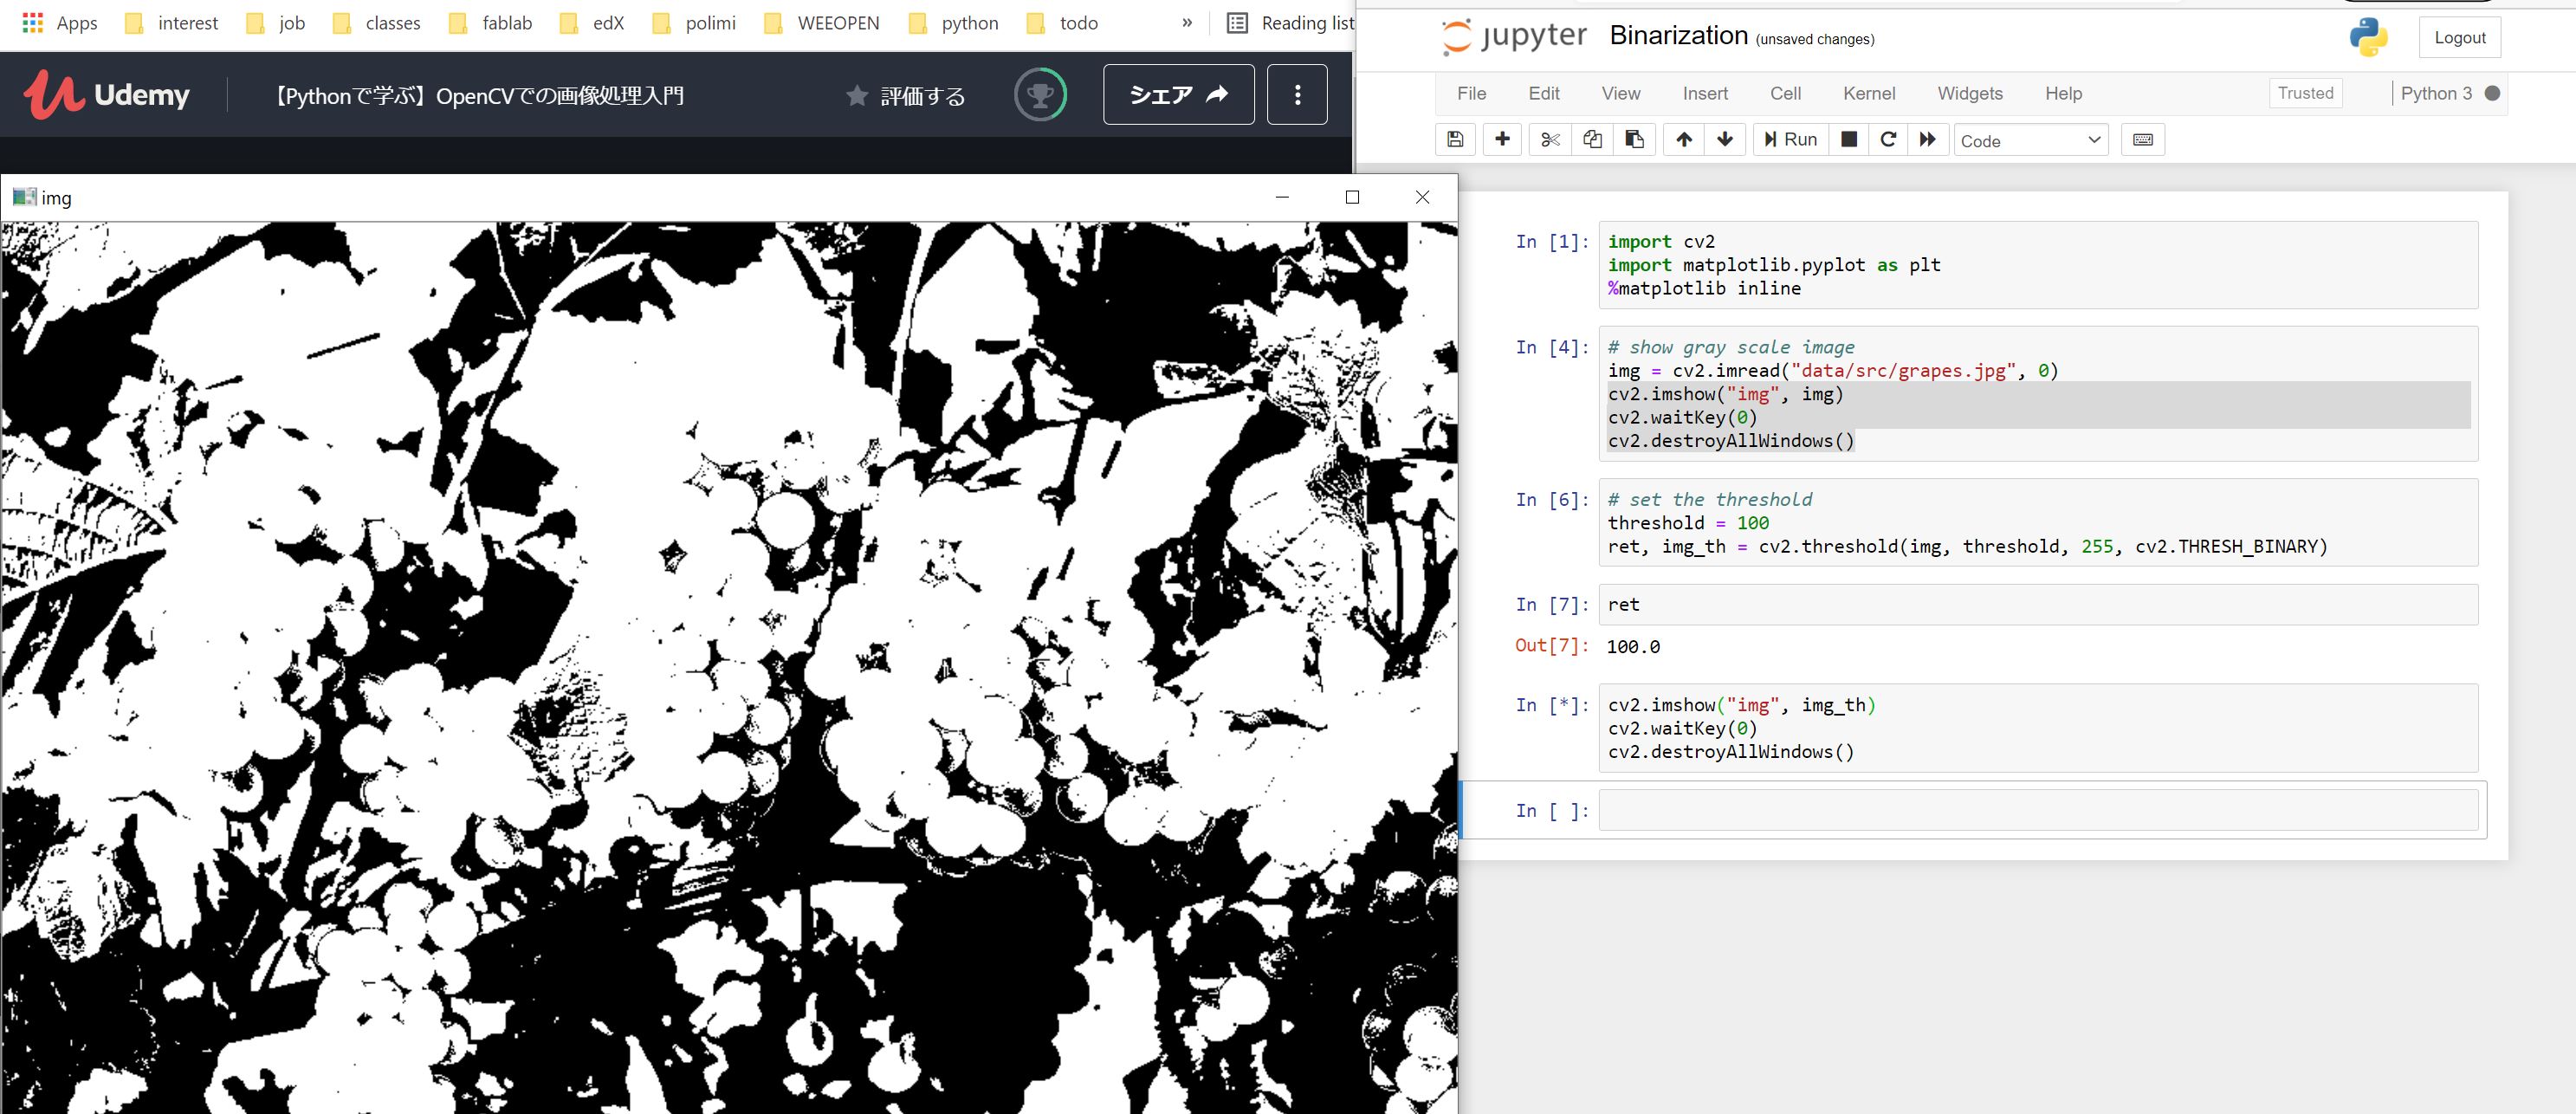 Apps interest job classes fablab edX polimi WEEOPEN python todo » Reading list
Udemy 【Pythonで学ぶ】OpenCVでの画像処理入門 評価する シェア
img
jupyter Binarization (unsaved changes) Logout
File Edit View Insert Cell Kernel Widgets Help Trusted Python 3
Run Code
In [1]: import cv2
import matplotlib.pyplot as plt
%matplotlib inline
In [4]: # show gray scale image
img = cv2.imread("data/src/grapes.jpg", 0)
cv2.imshow("img", img)
cv2.waitKey(0)
cv2.destroyAllWindows()
In [6]: # set the threshold
threshold = 100
ret, img_th = cv2.threshold(img, threshold, 255, cv2.THRESH_BINARY)
In [7]: ret
Out[7]: 100.0
In [*]: cv2.imshow("img", img_th)
cv2.waitKey(0)
cv2.destroyAllWindows()
In [ ]: